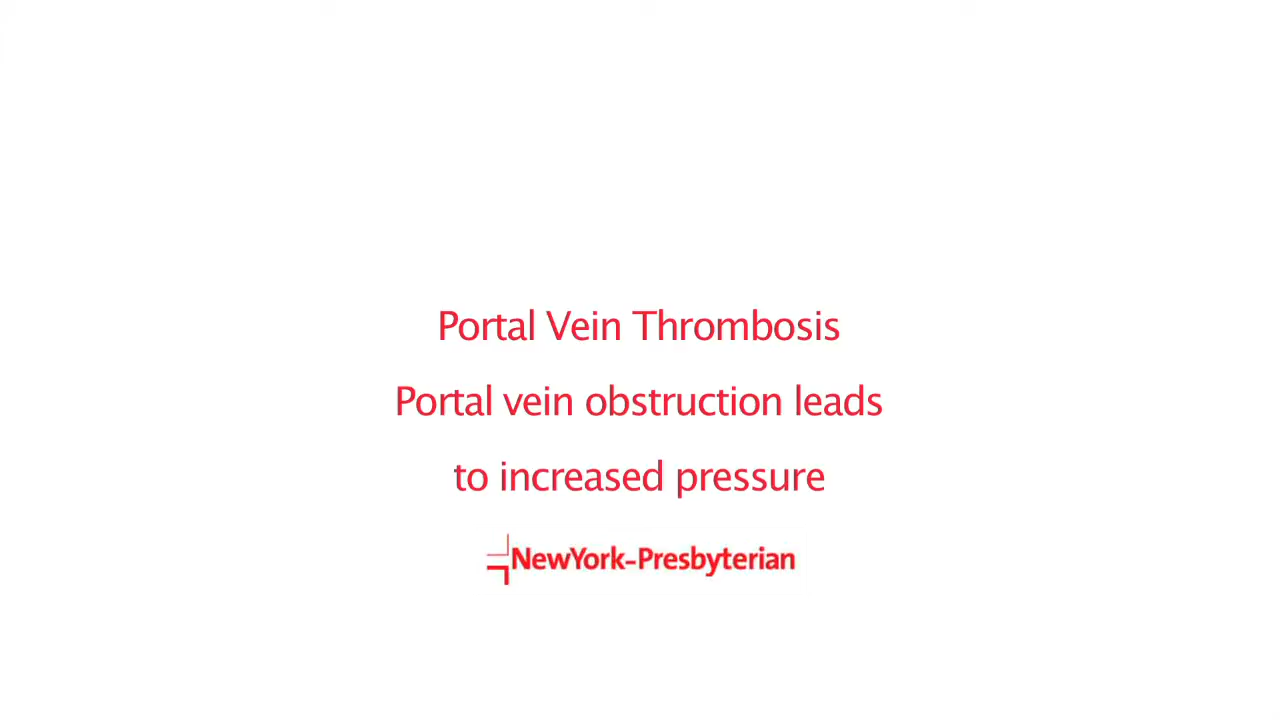 Portal Vein Thrombosis
Portal vein obstruction leads
to increased pressure
NewYork-Presbyterian